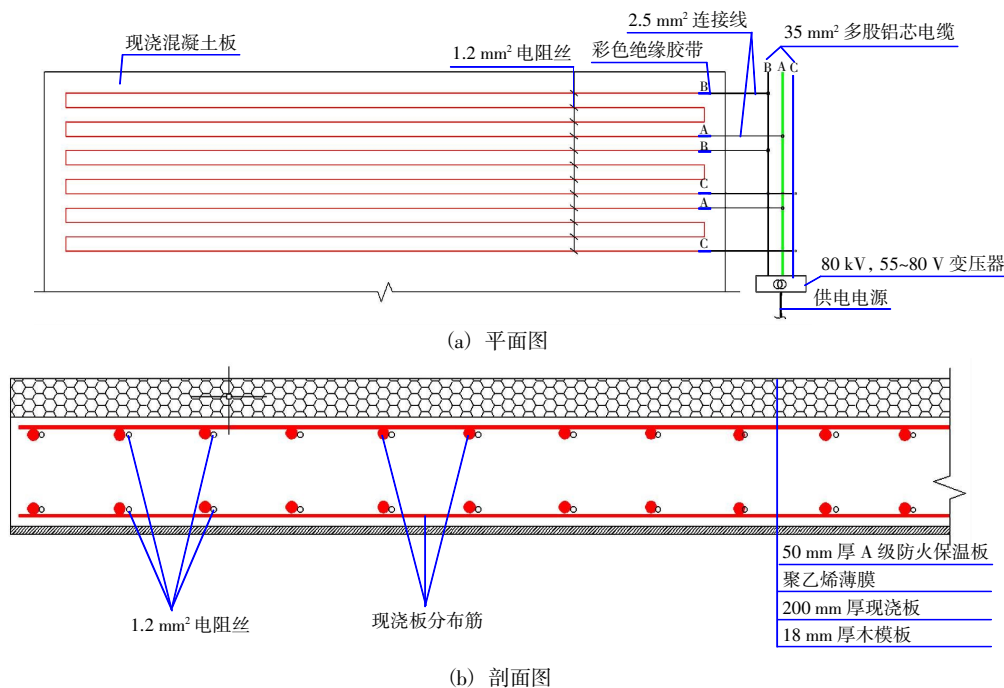 2.5 mm² 连接线
现浇混凝土板
1.2 mm² 电阻丝
彩色绝缘胶带
35 mm² 多股铝芯电缆
B A C
B
A
B
C
A
C
80 kV, 55~80 V 变压器
供电电源
(a) 平面图
50 mm 厚 A 级防火保温板
聚乙烯薄膜
200 mm 厚现浇板
18 mm 厚木模板
1.2 mm² 电阻丝
现浇板分布筋
(b) 剖面图